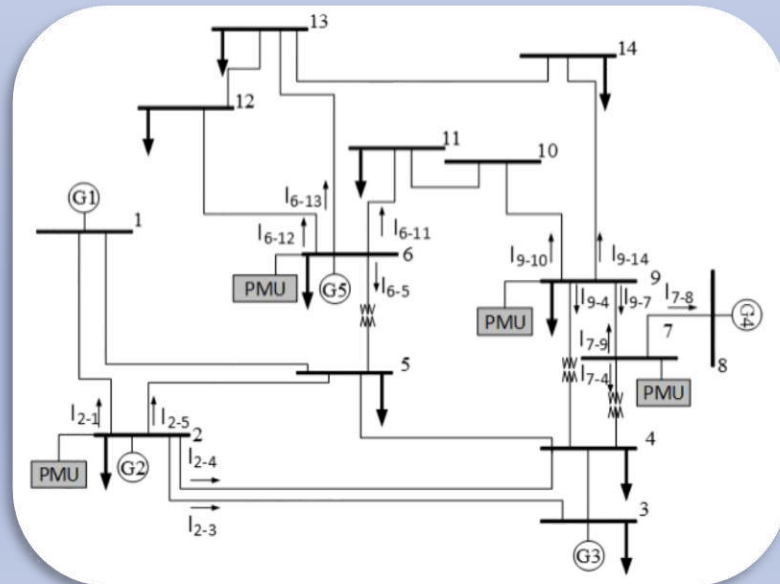 13
14
12
11
10
G1
1
I6-13
I6-12
I6-11
6
I9-10
I9-14
9
PMU
G5
I6-5
PMU
I9-4
I9-7
I7-8
G4
7
I7-9
8
5
I7-4
PMU
I2-1
I2-5
2
4
PMU
G2
I2-4
I2-3
3
G3